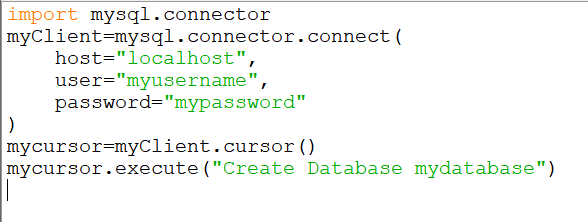 import mysql.connector
myClient=mysql.connector.connect(
    host="localhost",
    user="myusername",
    password="mypassword"
)
mycursor=myClient.cursor()
mycursor.execute("Create Database mydatabase")